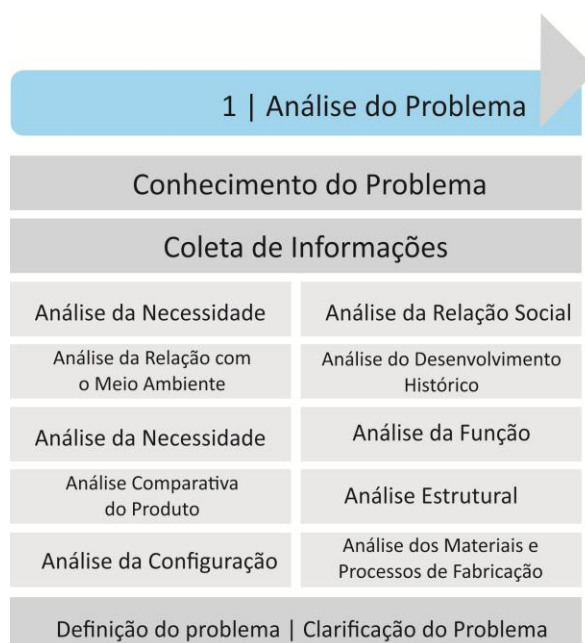 1 | Análise do Problema
Conhecimento do Problema
Coleta de Informações
Análise da Necessidade
Análise da Relação Social
Análise da Relação com
o Meio Ambiente
Análise do Desenvolvimento
Histórico
Análise da Necessidade
Análise da Função
Análise Comparativa
do Produto
Análise Estrutural
Análise da Configuração
Análise dos Materiais e
Processos de Fabricação
Definição do problema | Clarificação do Problema